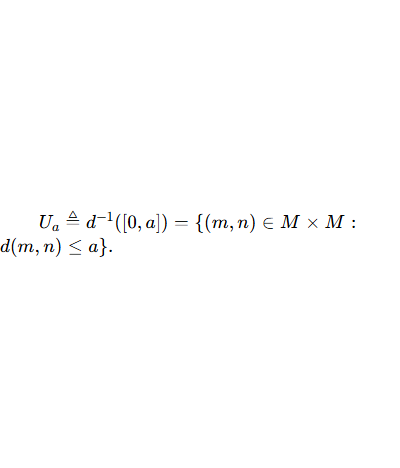 U_a ≜ d^{-1}([0, a]) = {(m, n) ∈ M × M :
d(m, n) ≤ a}.